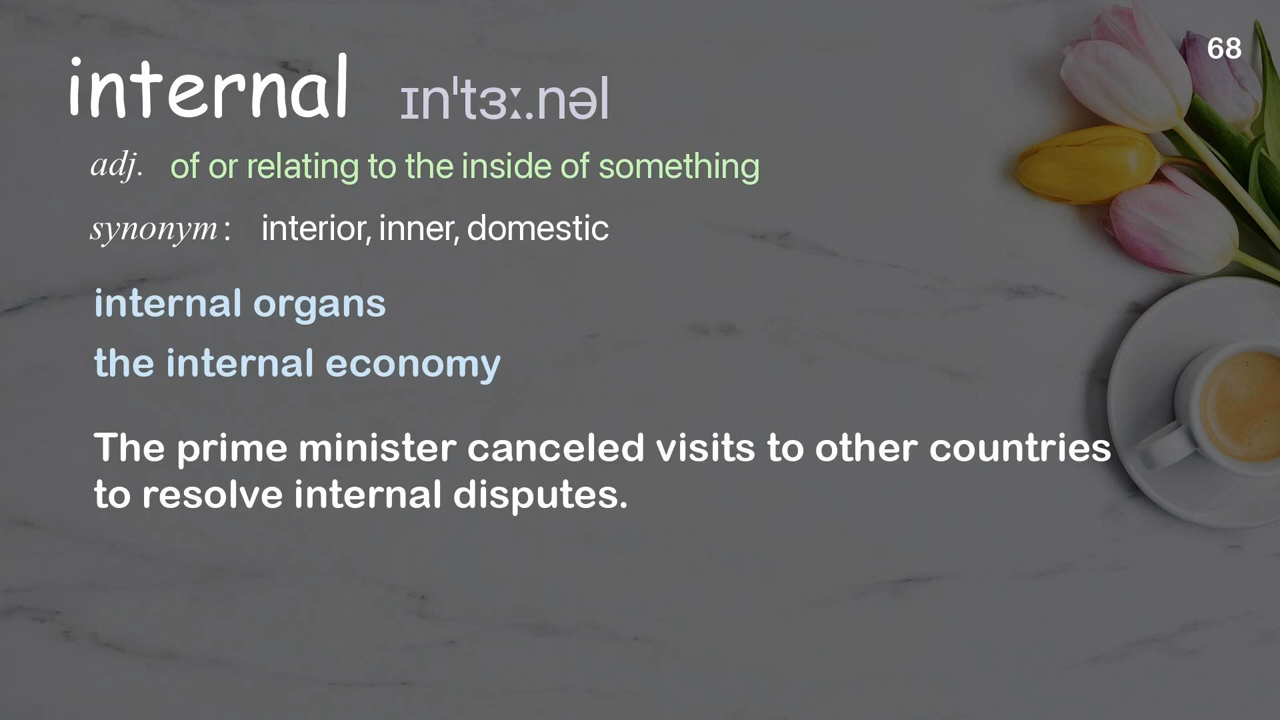 68
internal ɪnˈtɜː.nəl
adj. of or relating to the inside of something
synonym: interior, inner, domestic
internal organs
the internal economy
The prime minister canceled visits to other countries
to resolve internal disputes.